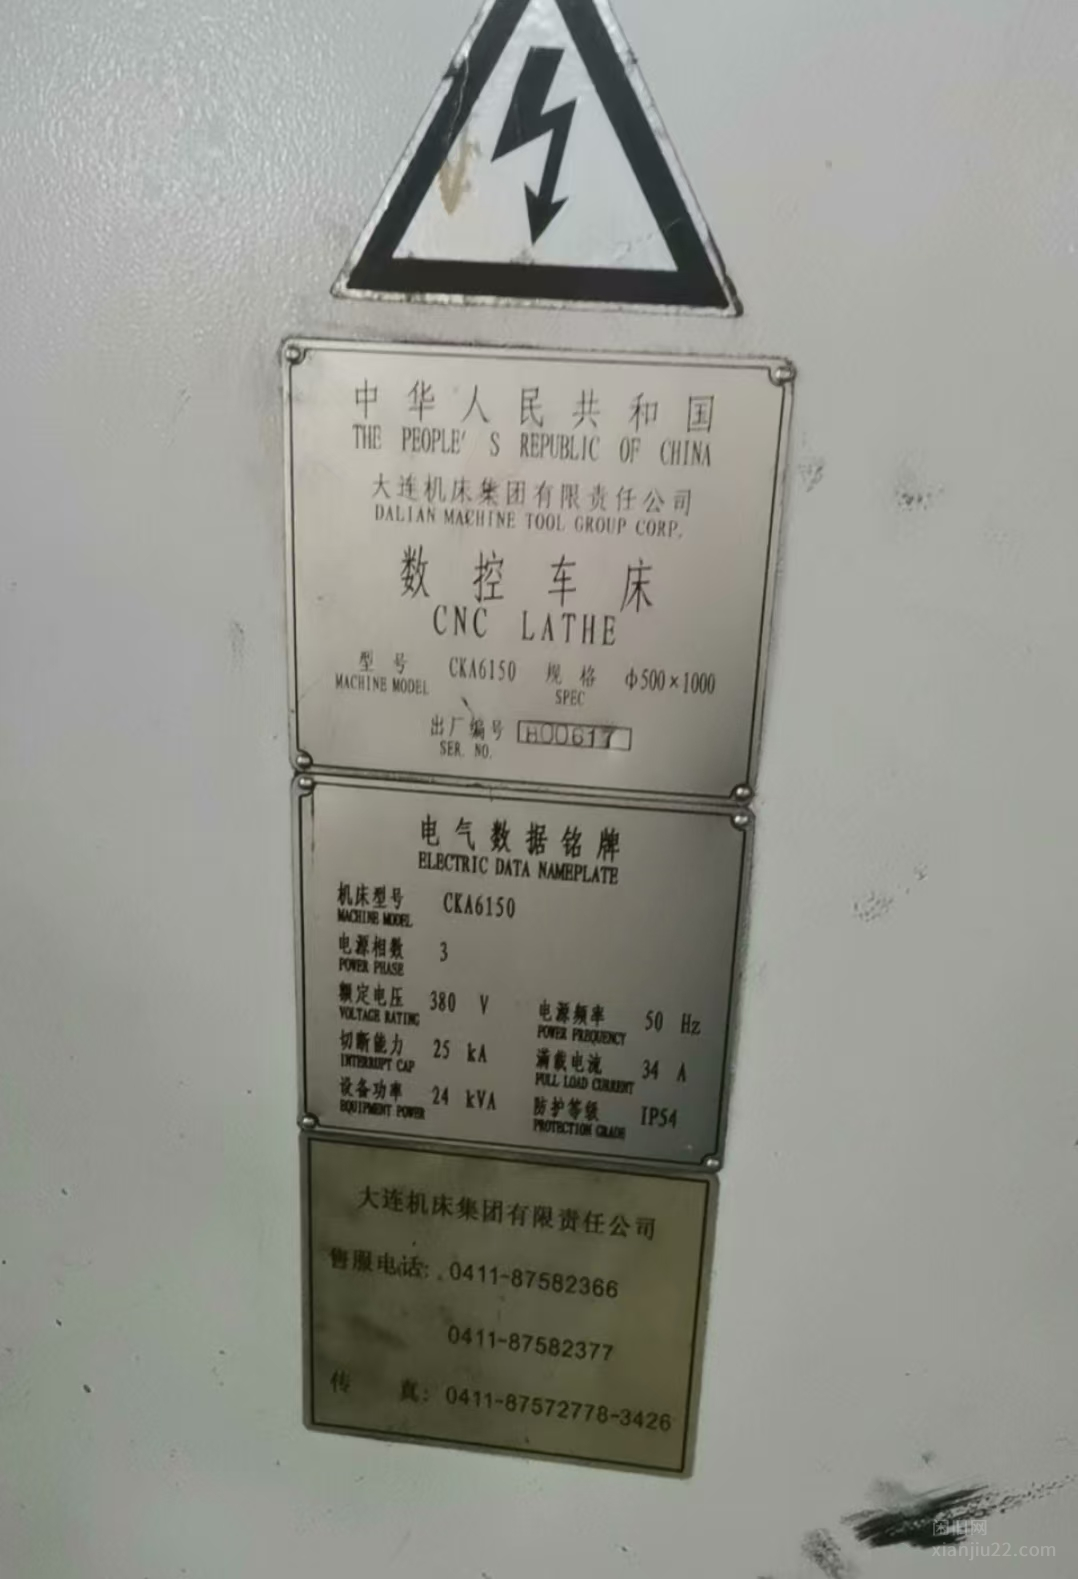 中华人民共和国
THE PEOPLE'S REPUBLIC OF CHINA
大连机床集团有限责任公司
DALIAN MACHINE TOOL GROUP CORP.
数控车床
CNC LATHE
型号 CKA6150 规格 Φ500×1000
MACHINE MODEL SPEC
出厂编号 H00617
SER. NO.
电气数据铭牌
ELECTRIC DATA NAMEPLATE
机床型号 CKA6150
MACHINE MODEL
电源相数 3
POWER PHASE
额定电压 380 V 电源频率 50 Hz
VOLTAGE RATING POWER FREQUENCY
切断能力 25 kA 满载电流 34 A
INTERRUPT CAP FULL LOAD CURRENT
设备功率 24 kVA 防护等级 IP54
EQUIPMENT POWER PROTECTION GRADE
大连机床集团有限责任公司
售服电话: 0411-87582366
0411-87582377
传真: 0411-87572778-3426
闲旧网
xianjiu22.com